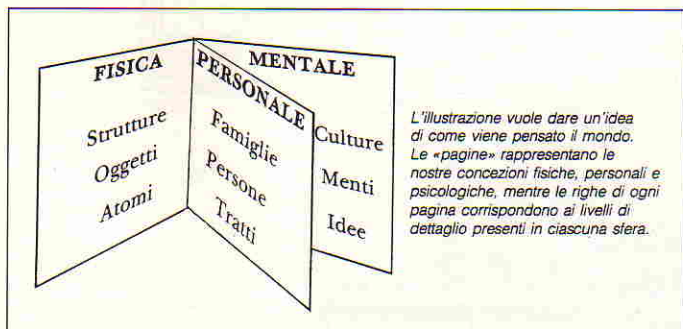 FISICA
Strutture
Oggetti
Atomi
PERSONALE
Famiglie
Persone
Tratti
MENTALE
Culture
Menti
Idee
L'illustrazione vuole dare un'idea
di come viene pensato il mondo.
Le «pagine» rappresentano le
nostre concezioni fisiche, personali e
psicologiche, mentre le righe di ogni
pagina corrispondono ai livelli di
dettaglio presenti in ciascuna sfera.